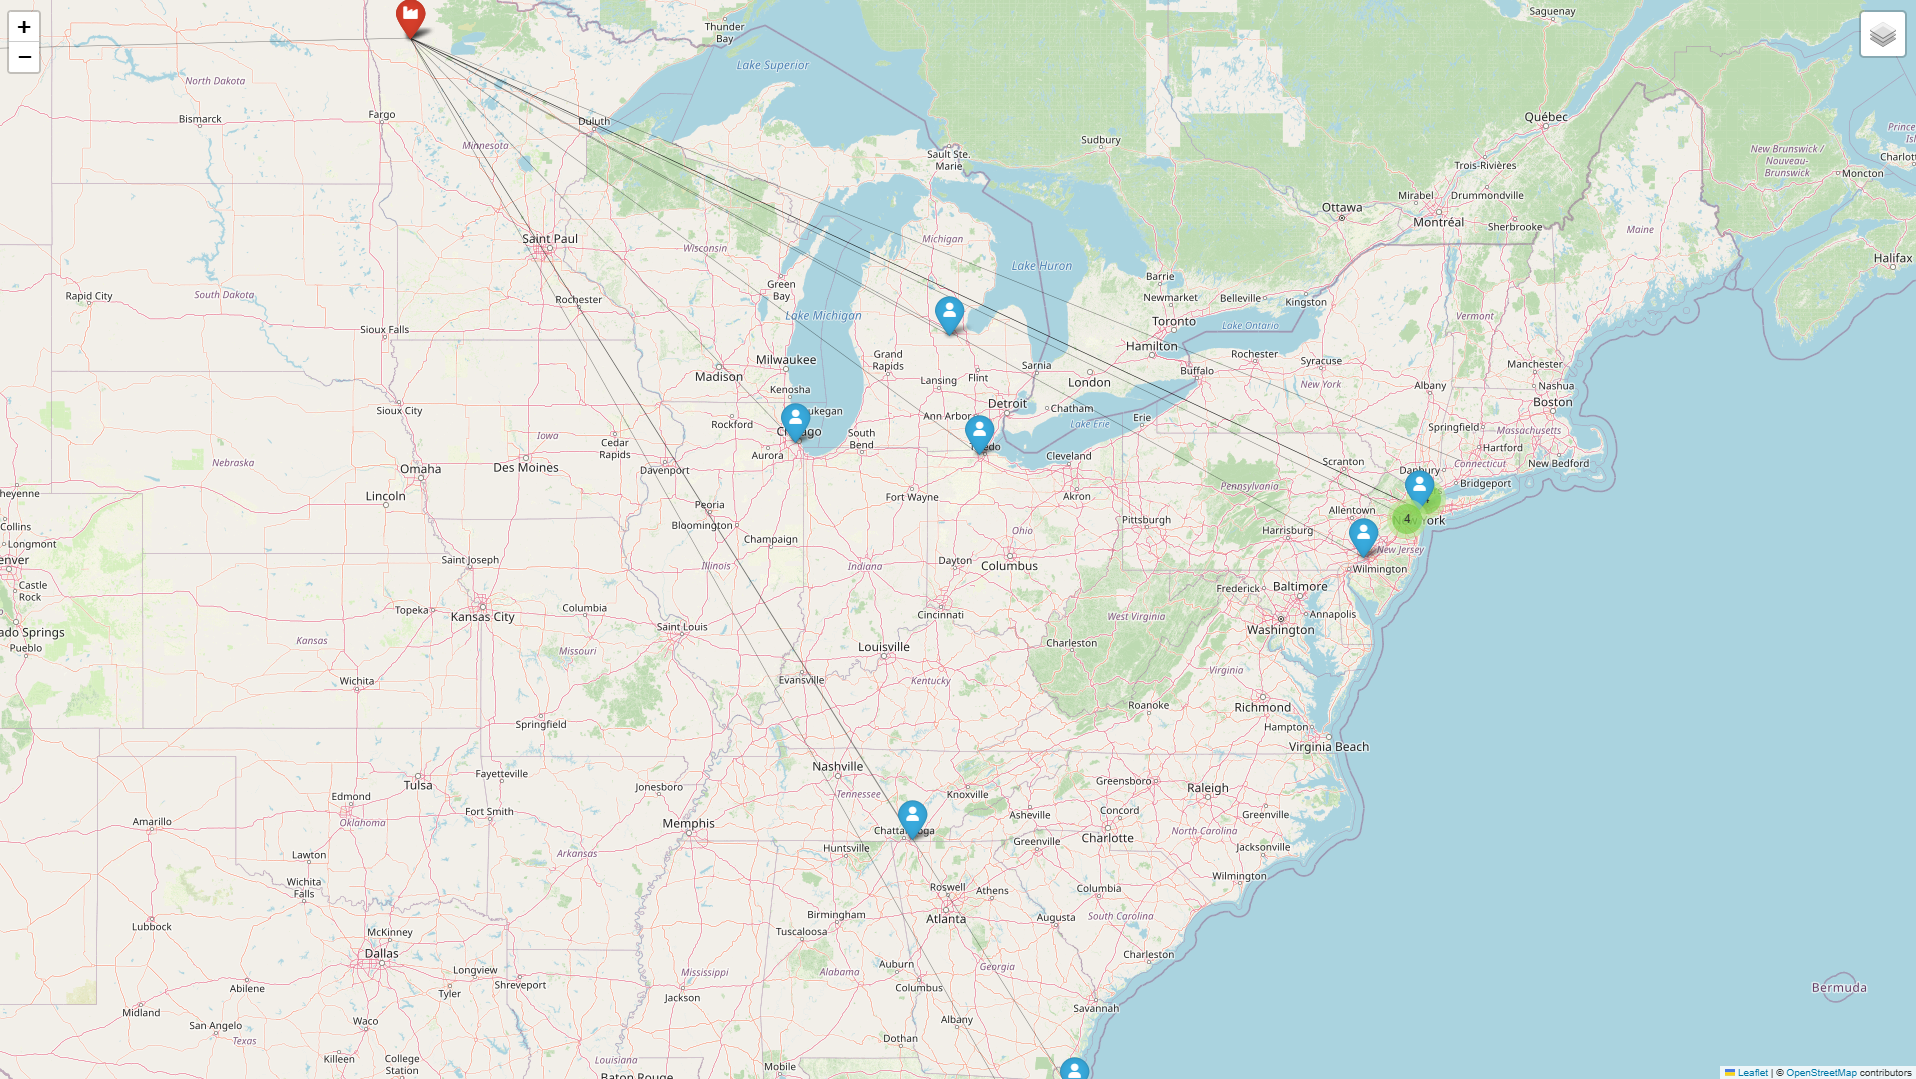 +
−
Thunder
Bay
Saguenay
Lake Superior
North Dakota
Fargo
Bismarck
Duluth
Minnesota
Québec
Sudbury
Sault Ste.
Marie
Trois-Rivières
New Brunswick /
Nouveau-
Brunswick
Moncton
Mirabel
Drummondville
Ottawa
Montréal
Sherbrooke
Maine
Saint Paul
Wisconsin
Michigan
Lake Huron
Halifax
Green
Bay
Barrie
Newmarket
Belleville
Kingston
Rapid City
South Dakota
Rochester
Lake Michigan
Toronto
Lake Ontario
Vermont
Sioux Falls
Hamilton
Milwaukee
Grand
Rapids
Rochester
Syracuse
Manchester
Madison
Lansing
Flint
Sarnia
London
Buffalo
New York
Albany
Nashua
Kenosha
Boston
Sioux City
Detroit
Chatham
Erie
Lake Erie
Rockford
Ann Arbor
South
Bend
Springfield
Massachusetts
Iowa
Cedar
Rapids
Aurora
Cleveland
Hartford
Connecticut
New Bedford
Nebraska
Omaha
Des Moines
Davenport
Scranton
Danbury
Bridgeport
Lincoln
Fort Wayne
Akron
Pennsylvania
Peoria
Bloomington
Allentown
4
Pittsburgh
Harrisburg
Collins
Longmont
Champaign
Ohio
New Jersey
Saint Joseph
Illinois
Indiana
Dayton
Columbus
Wilmington
Castle
Rock
Frederick
Baltimore
Topeka
Kansas City
Columbia
Cincinnati
West Virginia
Annapolis
Saint Louis
Washington
Kansas
Pueblo
Missouri
Louisville
Charleston
Wichita
Evansville
Kentucky
Virginia
Springfield
Roanoke
Richmond
Hampton
Virginia Beach
Nashville
Fayetteville
Tulsa
Jonesboro
Tennessee
Knoxville
Greensboro
Raleigh
Edmond
Oklahoma
Fort Smith
Memphis
Asheville
Concord
Greenville
Amarillo
Charlotte
North Carolina
Huntsville
Greenville
Jacksonville
Lawton
Arkansas
Wichita
Falls
Roswell
Athens
Columbia
Wilmington
Birmingham
Atlanta
Augusta
South Carolina
Lubbock
McKinney
Tuscaloosa
Dallas
Charleston
Longview
Mississippi
Alabama
Auburn
Georgia
Abilene
Tyler
Shreveport
Jackson
Columbus
Bermuda
Midland
Savannah
San Angelo
Waco
Albany
Texas
Dothan
Killeen
College
Station
Louisiana
Mobile
Baton Rouge
Leaflet | © OpenStreetMap contributors